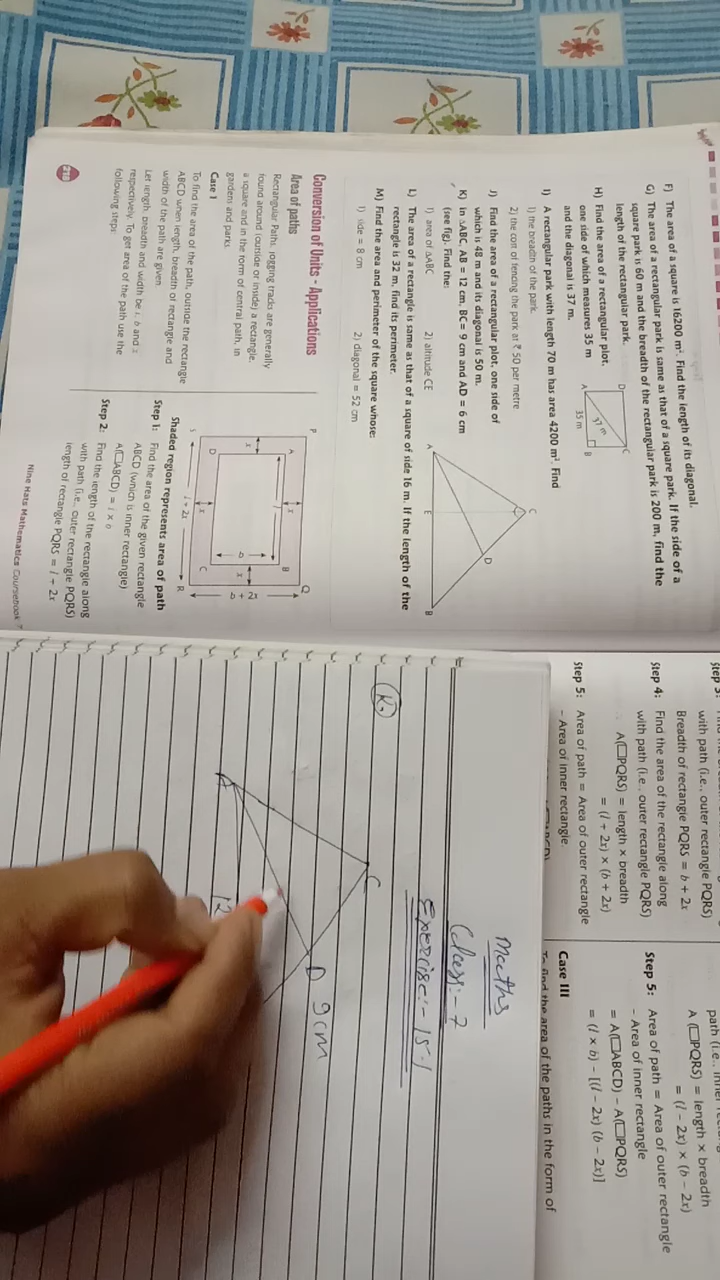 F) The area of a square is 16200 m². Find the length of its diagonal.
G) The area of a rectangular park is same as that of a square park. If the side of a
square park is 60 m and the breadth of the rectangular park is 200 m, find the
length of the rectangular park.
H) Find the area of a rectangular plot,
one side of which measures 35 m
and the diagonal is 37 m.
D
C
37 m
A
B
35 m
I) A rectangular park with length 70 m has area 4200 m². Find
1) the breadth of the park.
2) the cost of fencing the park at ₹ 50 per metre
J) Find the area of a rectangular plot, one side of
which is 48 m and its diagonal is 50 m.
K) In △ABC, AB = 12 cm, BC = 9 cm and AD = 6 cm
(see fig). Find the:
1) area of △ABC 2) altitude CE
C
D
A
E
B
L) The area of a rectangle is same as that of a square of side 16 m. If the length of the
rectangle is 32 m, find its perimeter.
M) Find the area and perimeter of the square whose:
1) side = 8 cm 2) diagonal = 52 cm
Conversion of Units - Applications
Area of paths
Rectangular Paths, jogging tracks are generally
found around (outside or inside) a rectangle,
a square and in the form of central path, in
gardens and parks.
Case I
To find the area of the path, outside the rectangle
ABCD when length, breadth of rectangle and
width of the path are given.
Let length, breadth and width be l, b and x
respectively. To get area of the path use the
following steps
P
Q
A
B
D
C
S
R
x
x
x
x
l
b
l + 2x
b + 2x
Shaded region represents area of path
Step 1: Find the area of the given rectangle
ABCD (which is inner rectangle)
A(□ABCD) = l × b
Step 2: Find the length of the rectangle along
with path (i.e., outer rectangle PQRS)
length of rectangle PQRS = l + 2x
218
Nine Hats Mathematics Coursebook 7
with path (i.e., outer rectangle PQRS)
Breadth of rectangle PQRS = b + 2x
Step 4: Find the area of the rectangle along
with path (i.e., outer rectangle PQRS)
A(□PQRS) = length × breadth
= (l + 2x) × (b + 2x)
Step 5: Area of path = Area of outer rectangle
- Area of inner rectangle.
A (□PQRS) = length × breadth
= (l - 2x) × (b - 2x)
Step 5: Area of path = Area of outer rectangle
- Area of inner rectangle
= A(□ABCD) - A(□PQRS)
= (l × b) - [(l - 2x) (b - 2x)]
Case III
To find the area of the paths in the form of
Maths
Class:- 7
Exercise:- 15.1
K.
C
A
D
9cm
12